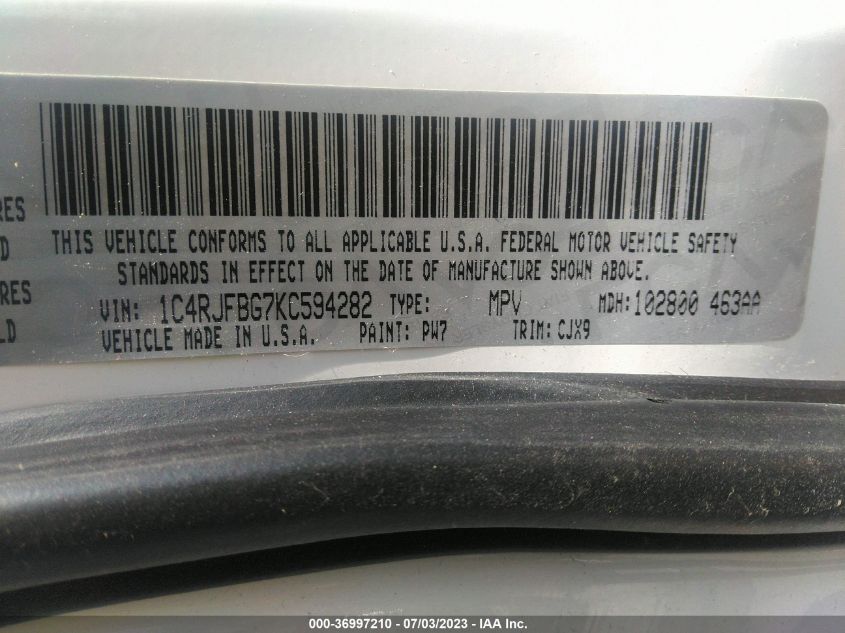 RES
D
RES
LD
THIS VEHICLE CONFORMS TO ALL APPLICABLE U.S.A. FEDERAL MOTOR VEHICLE SAFETY
STANDARDS IN EFFECT ON THE DATE OF MANUFACTURE SHOWN ABOVE.
VIN: 1C4RJFBG7KC594282 TYPE: MPV MDH: 102800 463AA
VEHICLE MADE IN U.S.A. PAINT: PW7 TRIM: CJX9
000-36997210 - 07/03/2023 - IAA Inc.